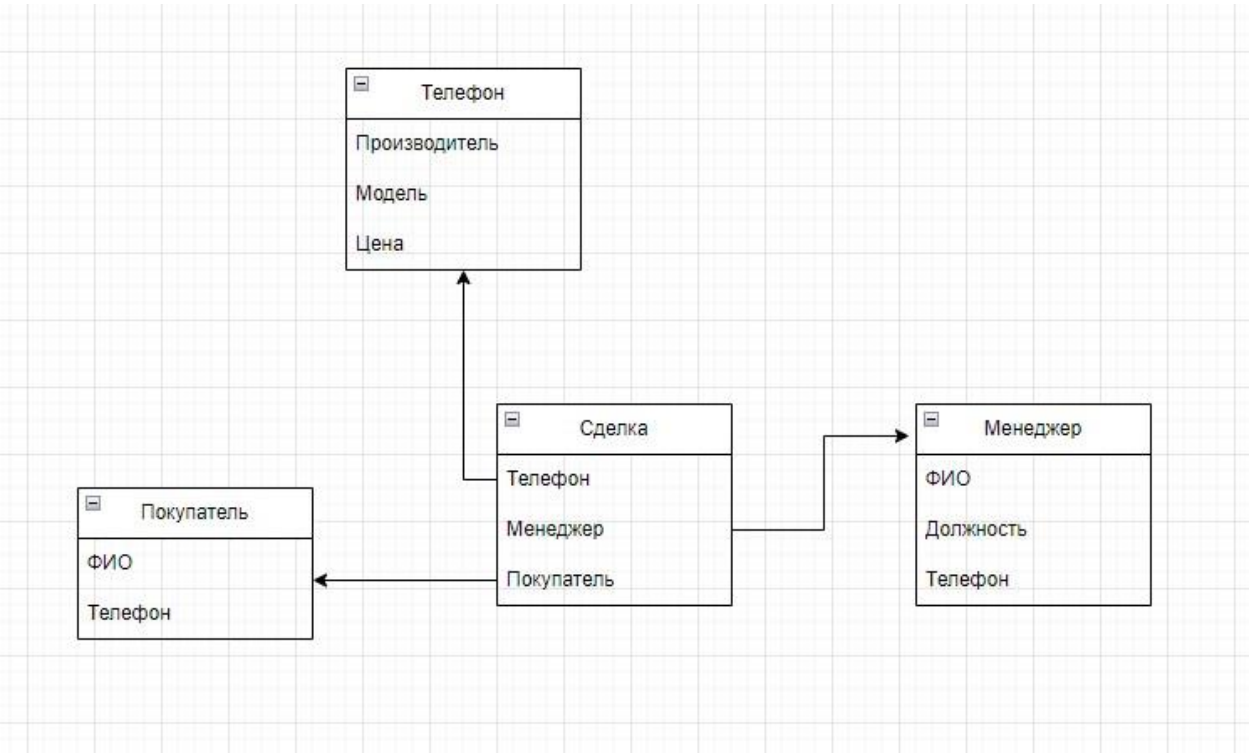 Телефон
Производитель
Модель
Цена
Сделка
Телефон
Менеджер
Покупатель
Менеджер
ФИО
Должность
Телефон
Покупатель
ФИО
Телефон